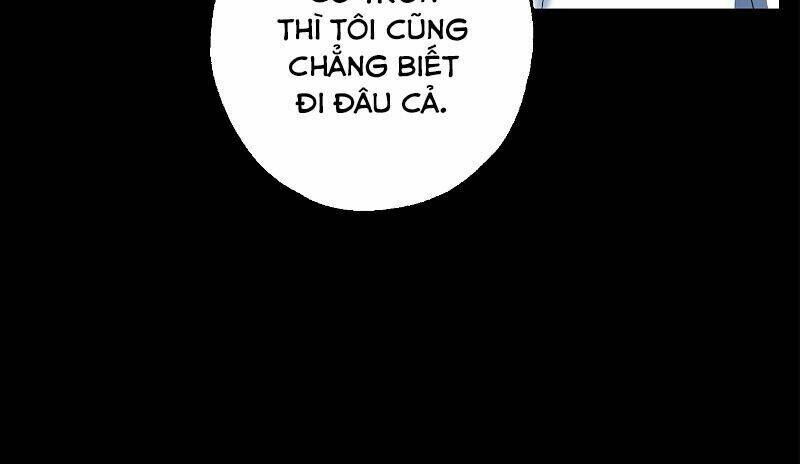 THÌ TÔI CŨNG
CHẲNG BIẾT
ĐI ĐÂU CẢ.